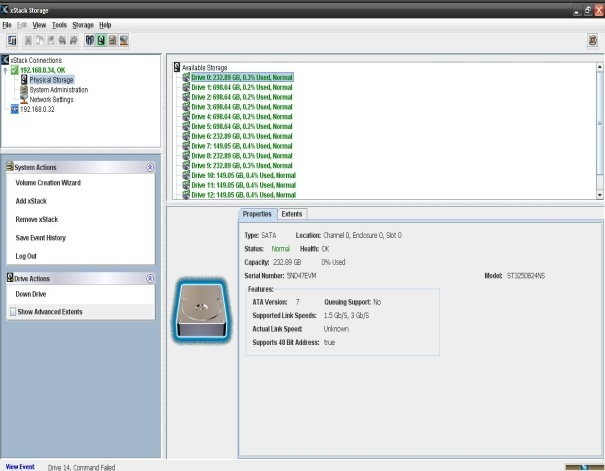 xStack Storage
File Edit View Tools Storage Help
xStack Connections
192.168.0.34, OK
Physical Storage
System Administration
Network Settings
192.168.0.32
Available Storage
Drive 0: 232.89 GB, 0.3% Used, Normal
Drive 1: 698.64 GB, 0.2% Used, Normal
Drive 2: 698.64 GB, 0.2% Used, Normal
Drive 3: 698.64 GB, 0.2% Used, Normal
Drive 4: 698.64 GB, 0.2% Used, Normal
Drive 5: 698.64 GB, 0.2% Used, Normal
Drive 6: 232.89 GB, 0.3% Used, Normal
Drive 7: 149.05 GB, 0.4% Used, Normal
Drive 8: 232.89 GB, 0.3% Used, Normal
Drive 9: 232.89 GB, 0.3% Used, Normal
Drive 10: 149.05 GB, 0.4% Used, Normal
Drive 11: 149.05 GB, 0.4% Used, Normal
Drive 12: 149.05 GB, 0.4% Used, Normal
System Actions
Volume Creation Wizard
Add xStack
Remove xStack
Save Event History
Log Out
Drive Actions
Down Drive
Show Advanced Extents
Properties Extents
Type: SATA Location: Channel 0, Enclosure 0, Slot 0
Status: Normal Health: OK
Capacity: 232.89 GB 0% Used
Serial Number: 5ND47EVM Model: ST3250824NS
Features:
ATA Version: 7 Queuing Support: No
Supported Link Speeds: 1.5 Gb/S, 3 Gb/S
Actual Link Speed: Unknown
Supports 48 Bit Address: true
View Event Drive 14, Command Failed